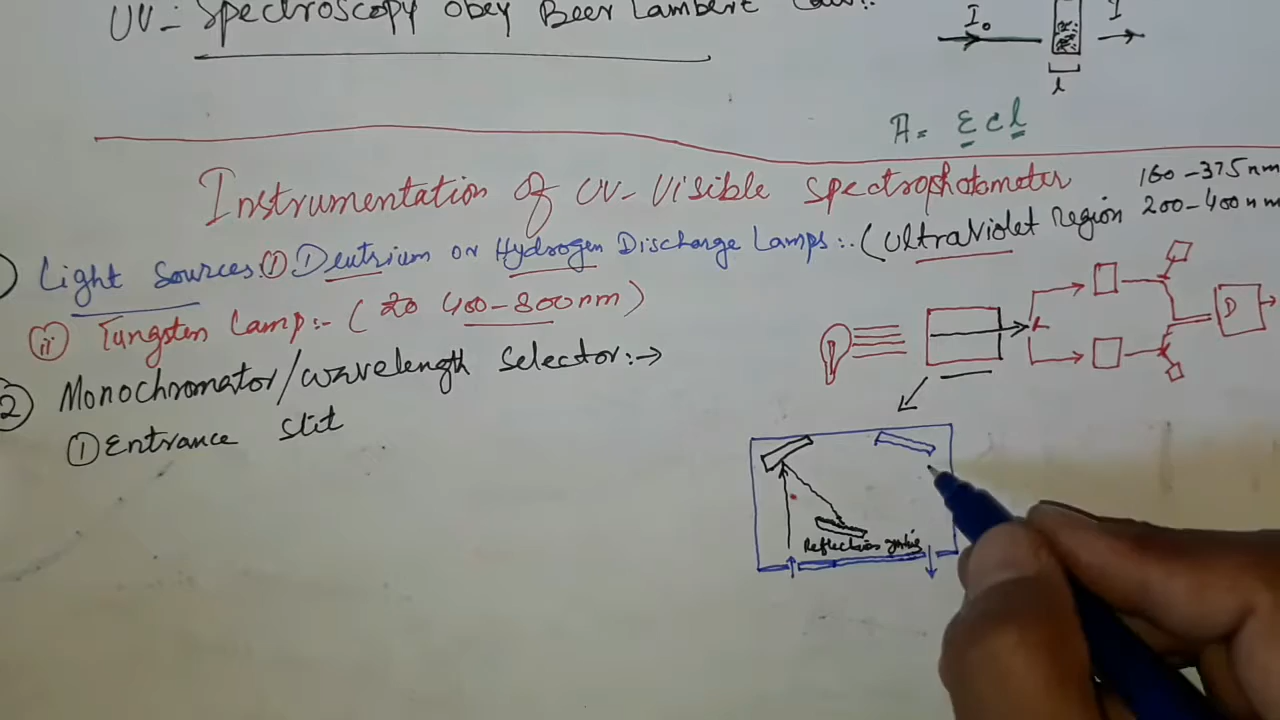 UV- Spectroscopy obey Beer Lambert Law:.
I₀ I
l
A= ε c l
Instrumentation of UV- Visible Spectrophotometer
160-375nm
Light Sources:① Deutrium or Hydrogen Discharge Lamps:. (Ultraviolet Region 200-400nm
ⅱ Tungsten Lamp:- ( to 400-800nm )
D
② Monochromator/wavelength Selector:→
① Entrance Slit
Reflection grating